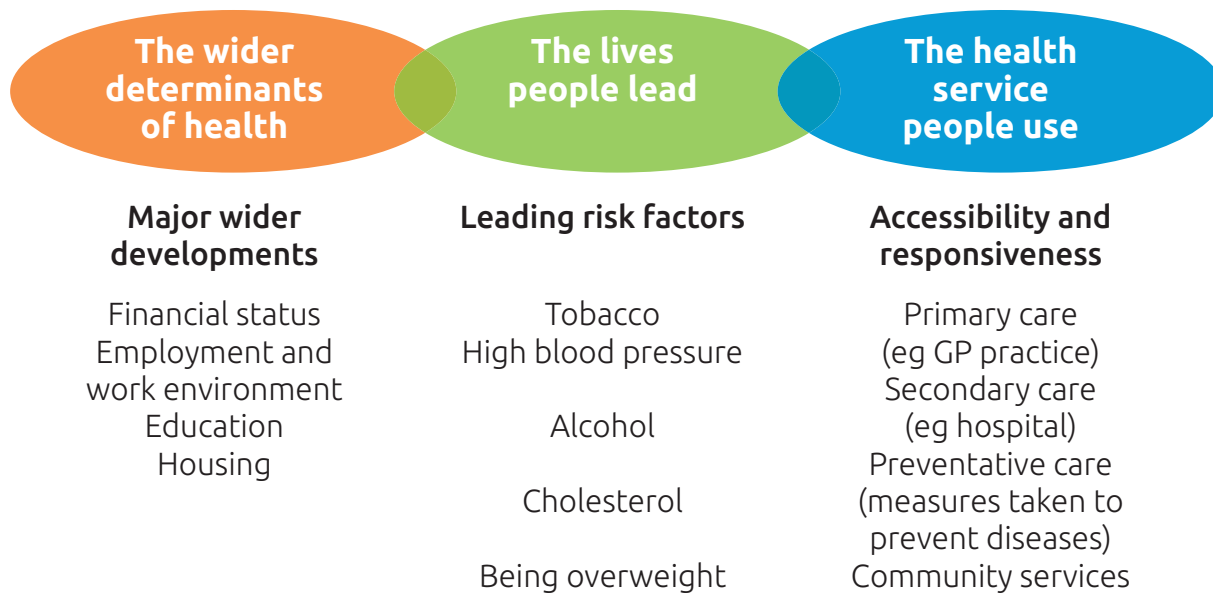 The wider
determinants
of health
The lives
people lead
The health
service
people use
Major wider
developments
Financial status
Employment and
work environment
Education
Housing
Leading risk factors
Tobacco
High blood pressure
Alcohol
Cholesterol
Being overweight
Accessibility and
responsiveness
Primary care
(eg GP practice)
Secondary care
(eg hospital)
Preventative care
(measures taken to
prevent diseases)
Community services